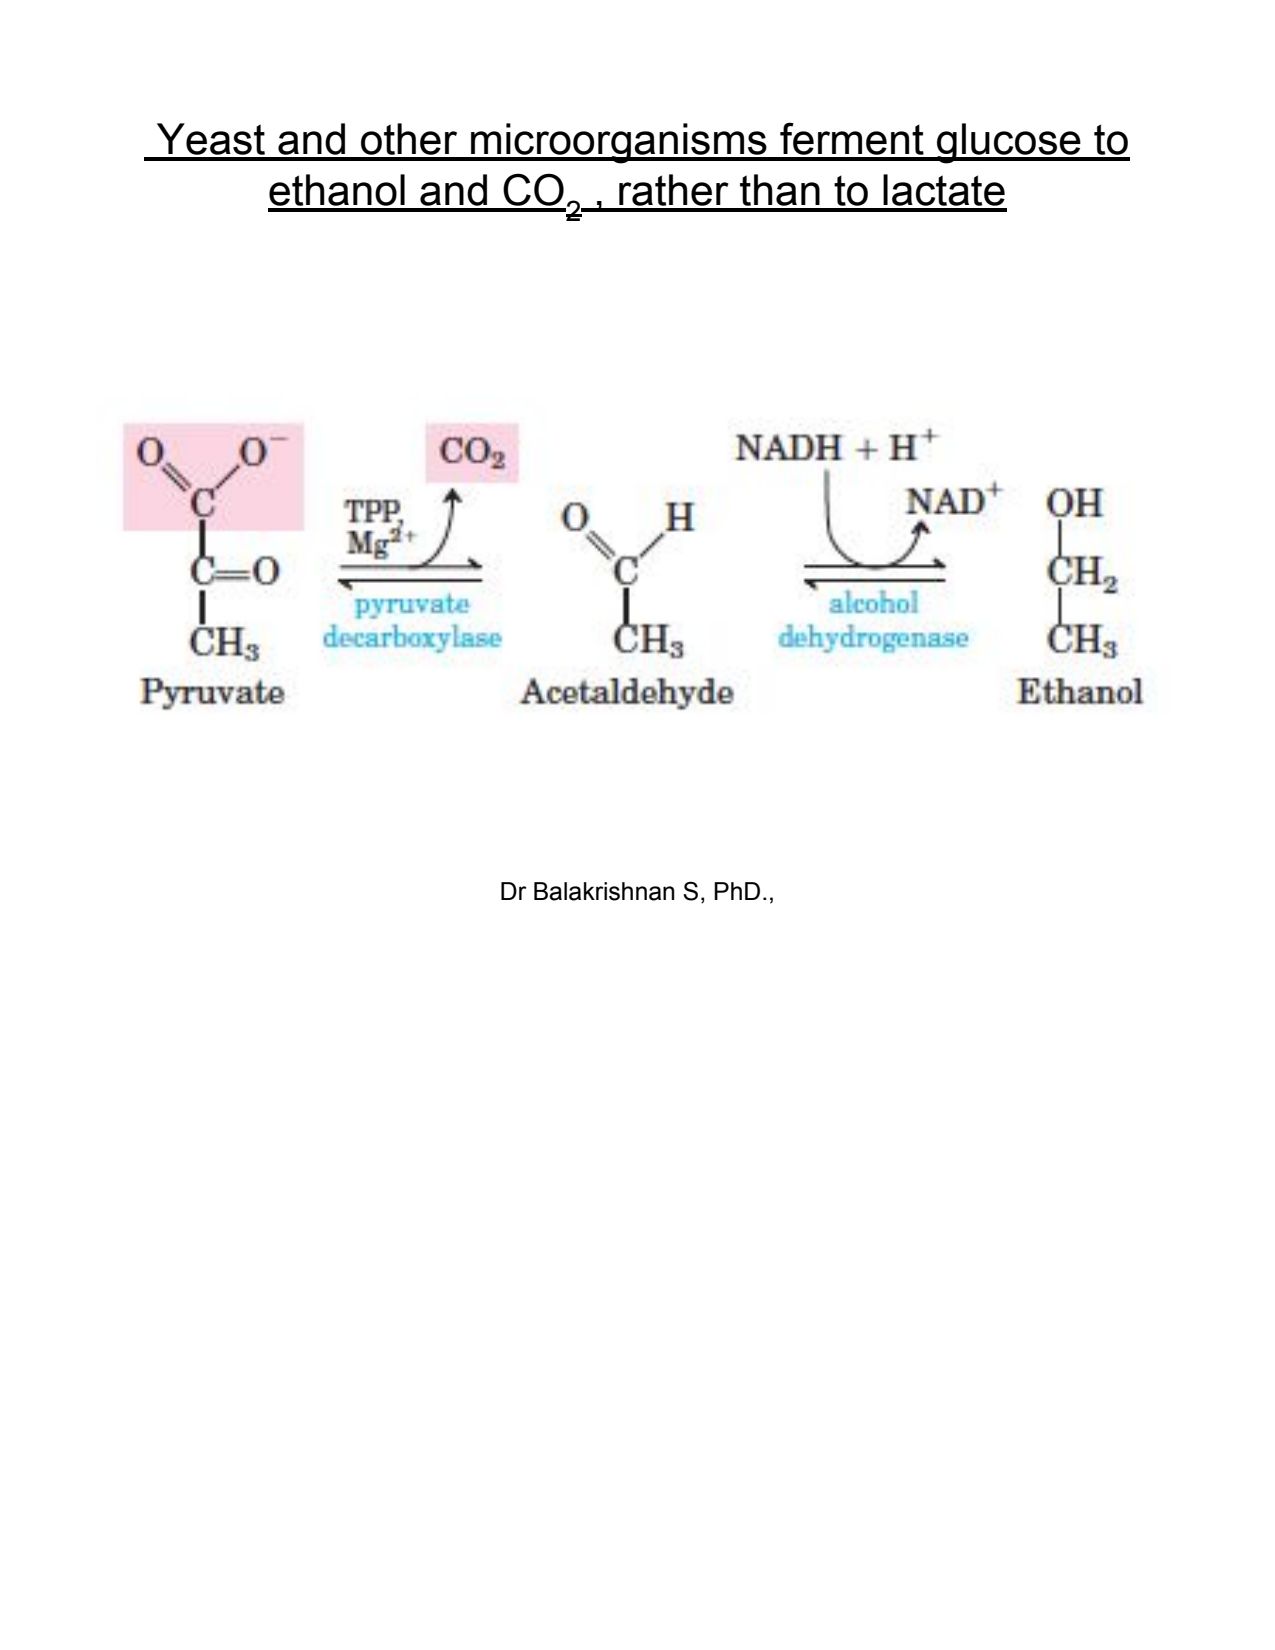 Yeast and other microorganisms ferment glucose to
ethanol and CO₂ , rather than to lactate
O O⁻
C
C=O
CH₃
Pyruvate
TPP,
Mg²⁺
CO₂
pyruvate
decarboxylase
O H
C
CH₃
Acetaldehyde
NADH + H⁺
NAD⁺
alcohol
dehydrogenase
OH
CH₂
CH₃
Ethanol
Dr Balakrishnan S, PhD.,